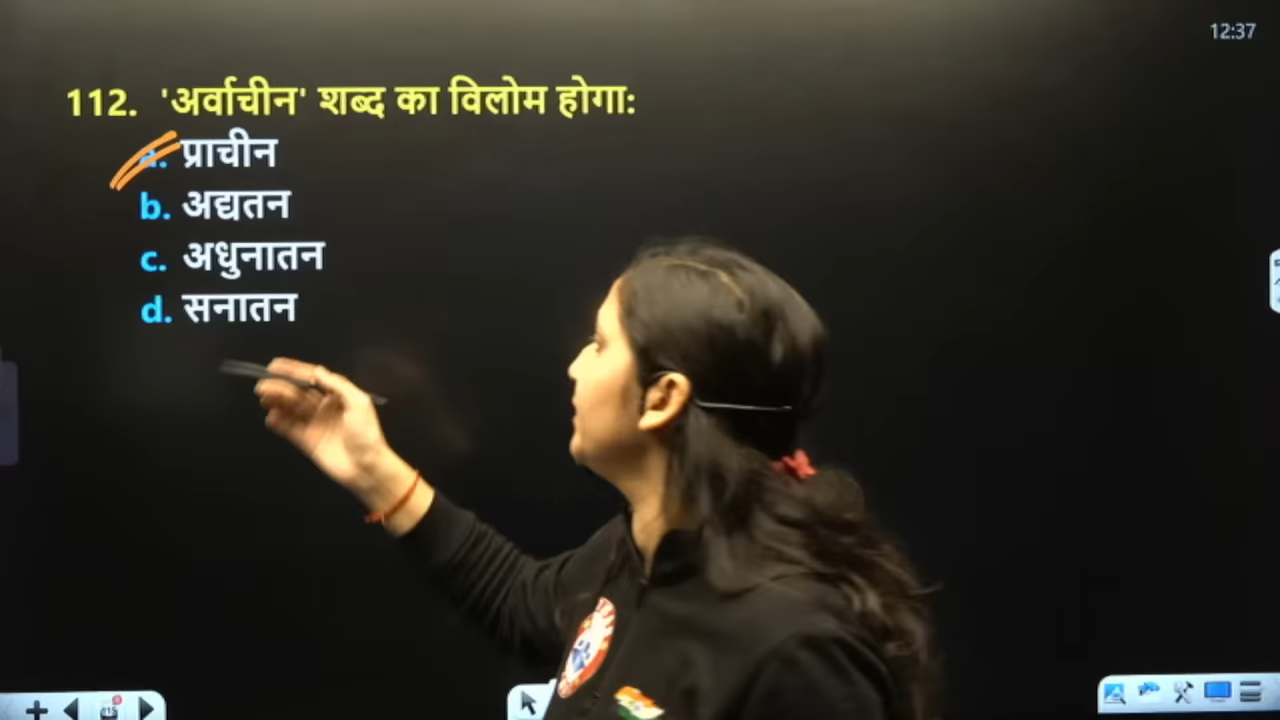 12:37
112. 'अर्वाचीन' शब्द का विलोम होगा:
a. प्राचीन
b. अद्यतन
c. अधुनातन
d. सनातन